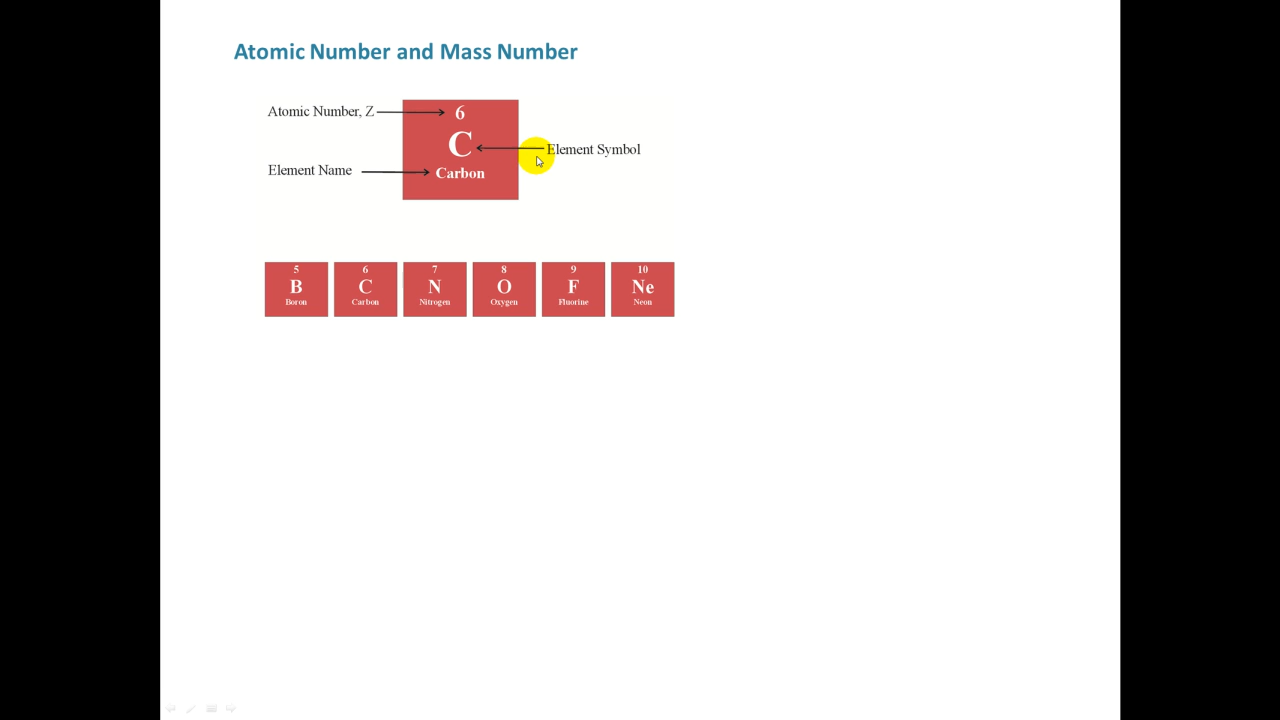 Atomic Number and Mass Number
Atomic Number, Z
6
C
Element Symbol
Element Name
Carbon
5
B
Boron
6
C
Carbon
7
N
Nitrogen
8
O
Oxygen
9
F
Fluorine
10
Ne
Neon